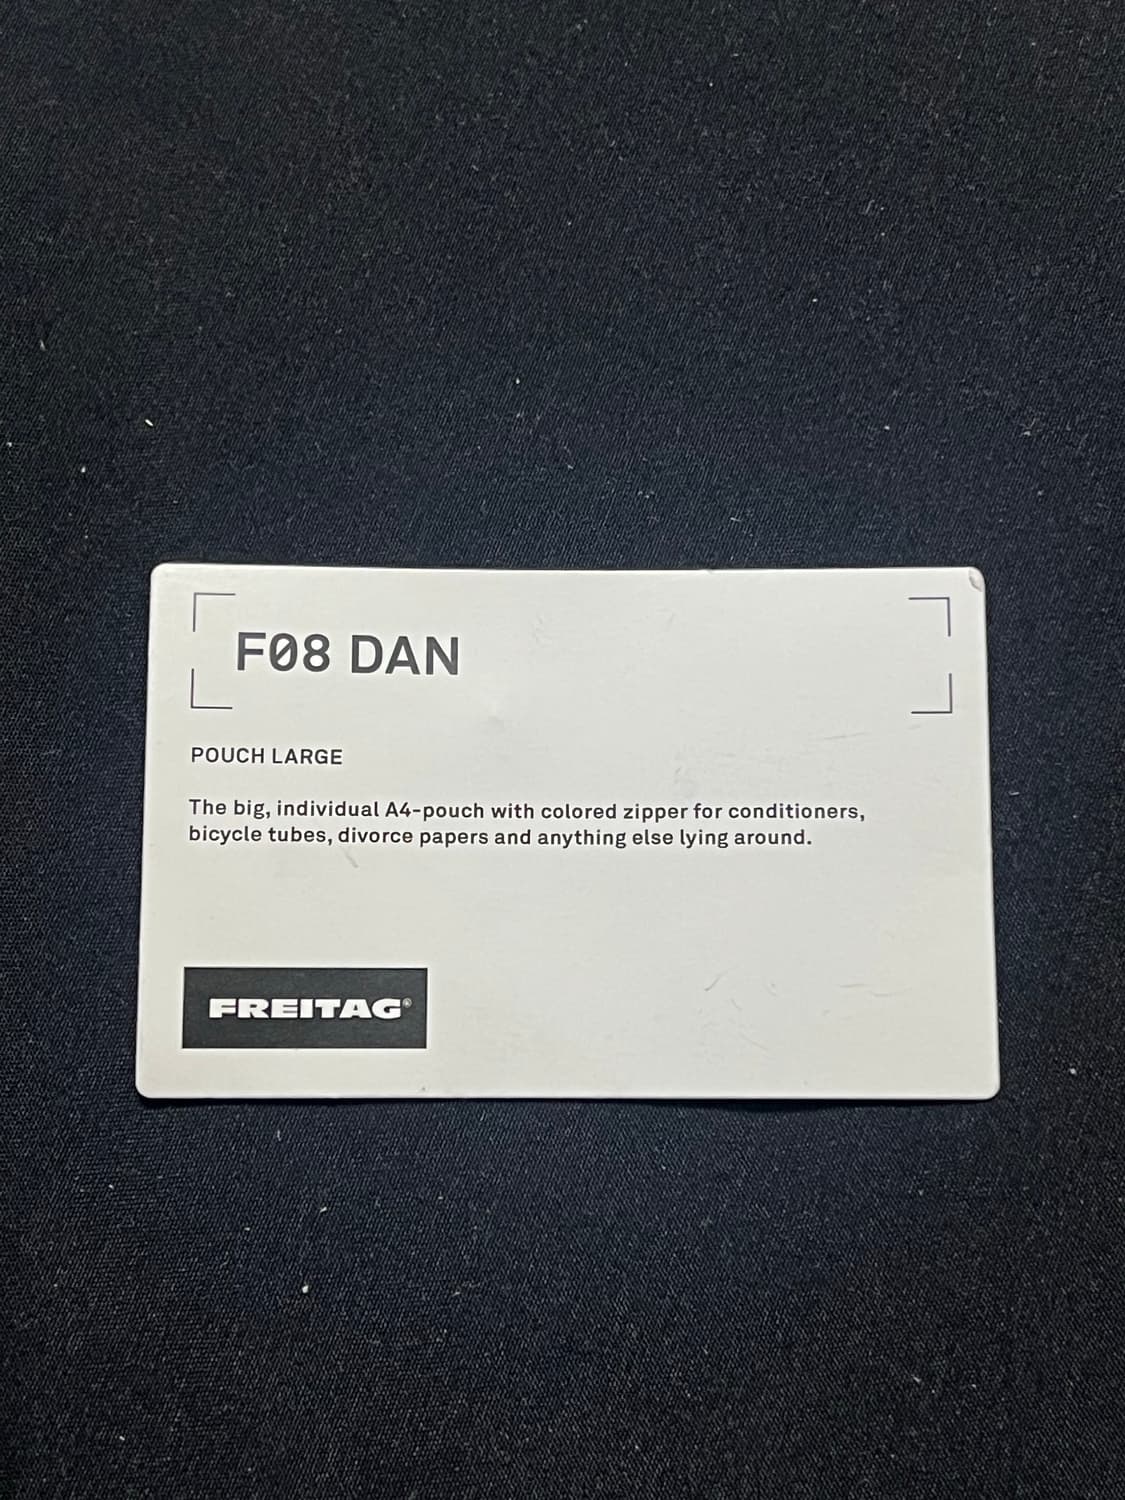 F08 DAN
POUCH LARGE
The big, individual A4-pouch with colored zipper for conditioners,
bicycle tubes, divorce papers and anything else lying around.
FREITAG®